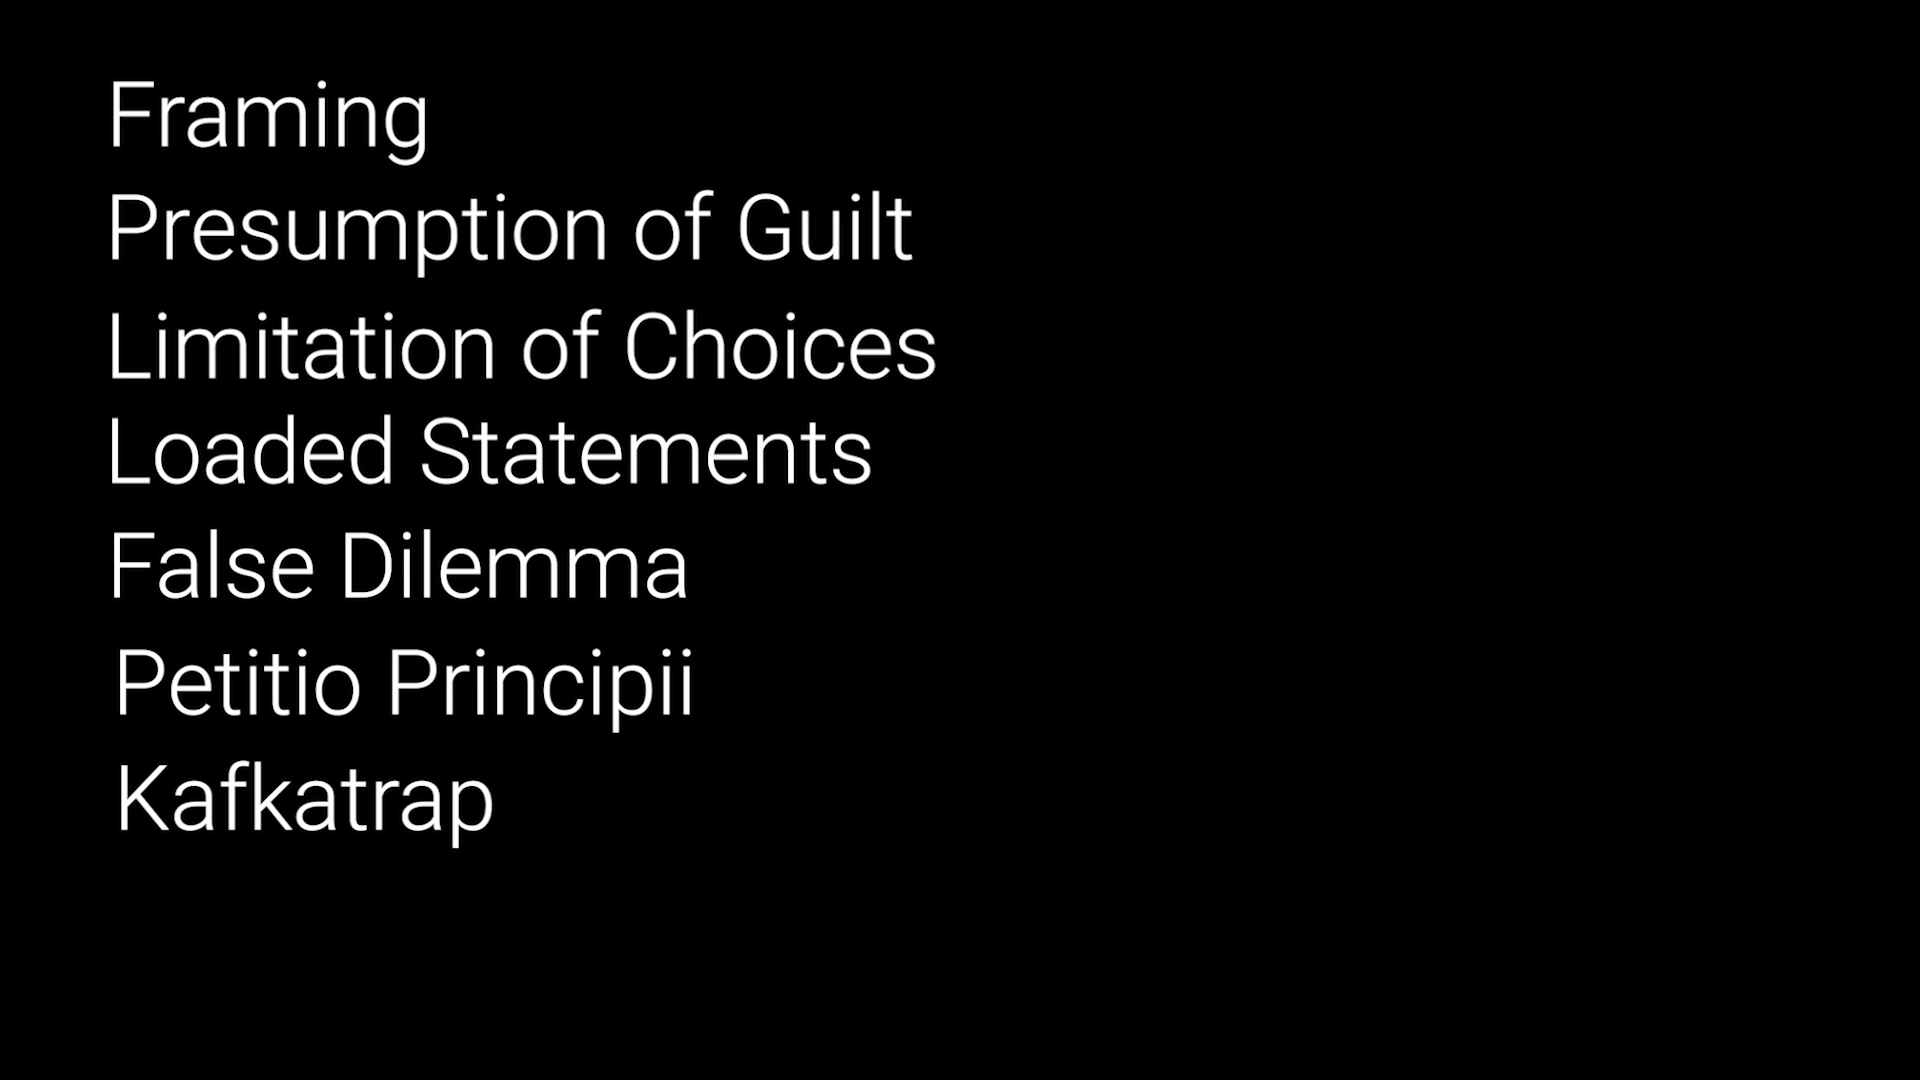 Framing
Presumption of Guilt
Limitation of Choices
Loaded Statements
False Dilemma
Petitio Principii
Kafkatrap